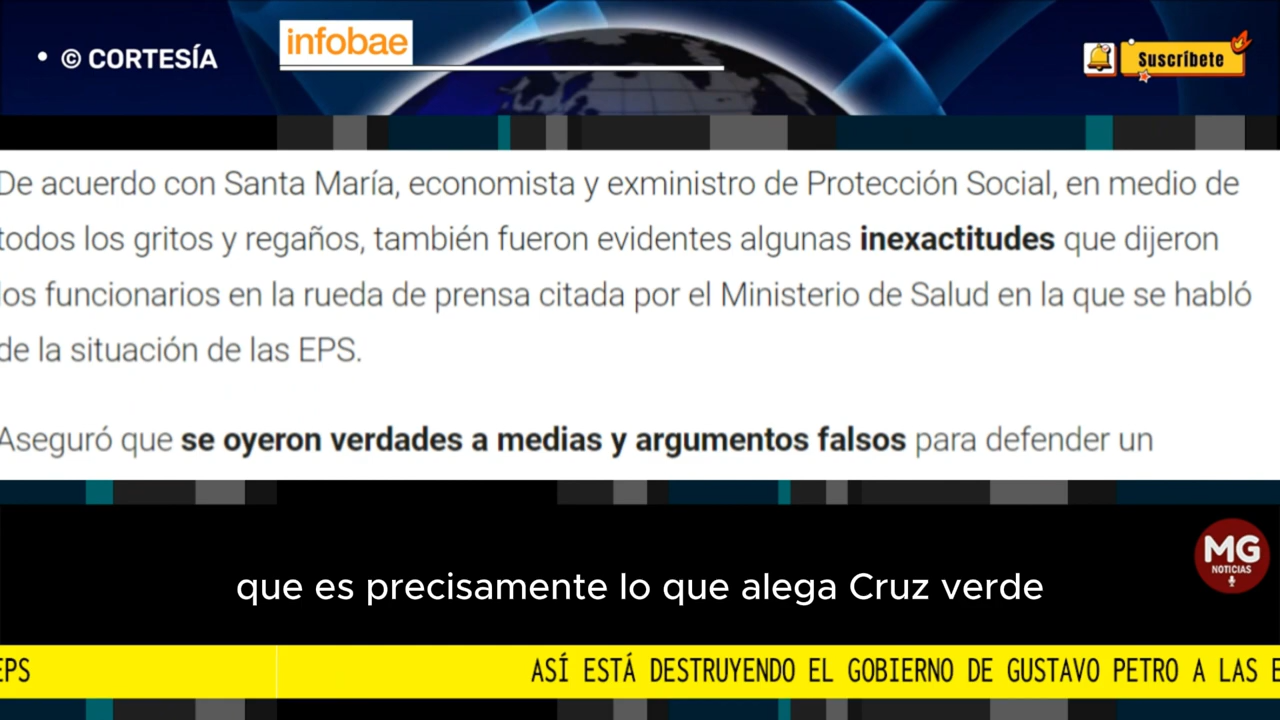 • © CORTESÍA
infobae
Suscríbete
De acuerdo con Santa María, economista y exministro de Protección Social, en medio de
todos los gritos y regaños, también fueron evidentes algunas inexactitudes que dijeron
los funcionarios en la rueda de prensa citada por el Ministerio de Salud en la que se habló
de la situación de las EPS.
Aseguró que se oyeron verdades a medias y argumentos falsos para defender un
MG
NOTICIAS
que es precisamente lo que alega Cruz verde
EPS
ASÍ ESTÁ DESTRUYENDO EL GOBIERNO DE GUSTAVO PETRO A LAS E